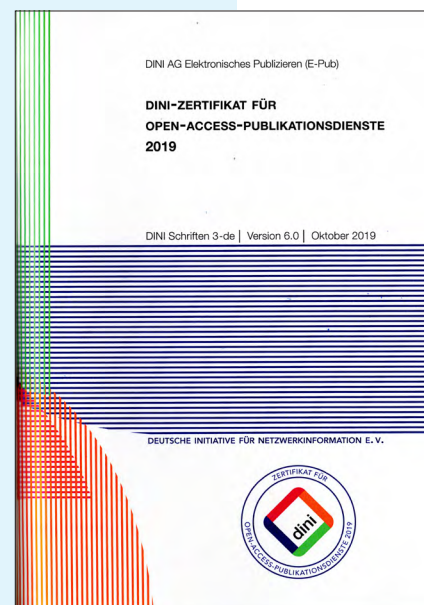 DINI AG Elektronisches Publizieren (E-Pub)
DINI-ZERTIFIKAT FÜR
OPEN-ACCESS-PUBLIKATIONSDIENSTE
2019
DINI Schriften 3-de | Version 6.0 | Oktober 2019
DEUTSCHE INITIATIVE FÜR NETZWERKINFORMATION E. V.
ZERTIFIKAT FÜR
dini
OPEN-ACCESS-PUBLIKATIONSDIENSTE 2019